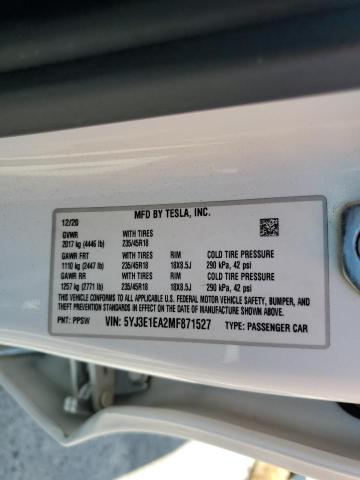 12/20 MFD BY TESLA, INC.
GVWR WITH TIRES
2017 kg (4446 lb) 235/45R18
GAWR FRT WITH TIRES RIM COLD TIRE PRESSURE
1110 kg (2447 lb) 235/45R18 18X8.5J 290 kPa, 42 psi
GAWR RR WITH TIRES RIM COLD TIRE PRESSURE
1257 kg (2771 lb) 235/45R18 18X8.5J 290 kPa, 42 psi
THIS VEHICLE CONFORMS TO ALL APPLICABLE FEDERAL MOTOR VEHICLE SAFETY, BUMPER, AND
THEFT PREVENTION STANDARDS IN EFFECT ON THE DATE OF MANUFACTURE SHOWN ABOVE.
PNT: PPSW VIN: 5YJ3E1EA2MF871527 TYPE: PASSENGER CAR